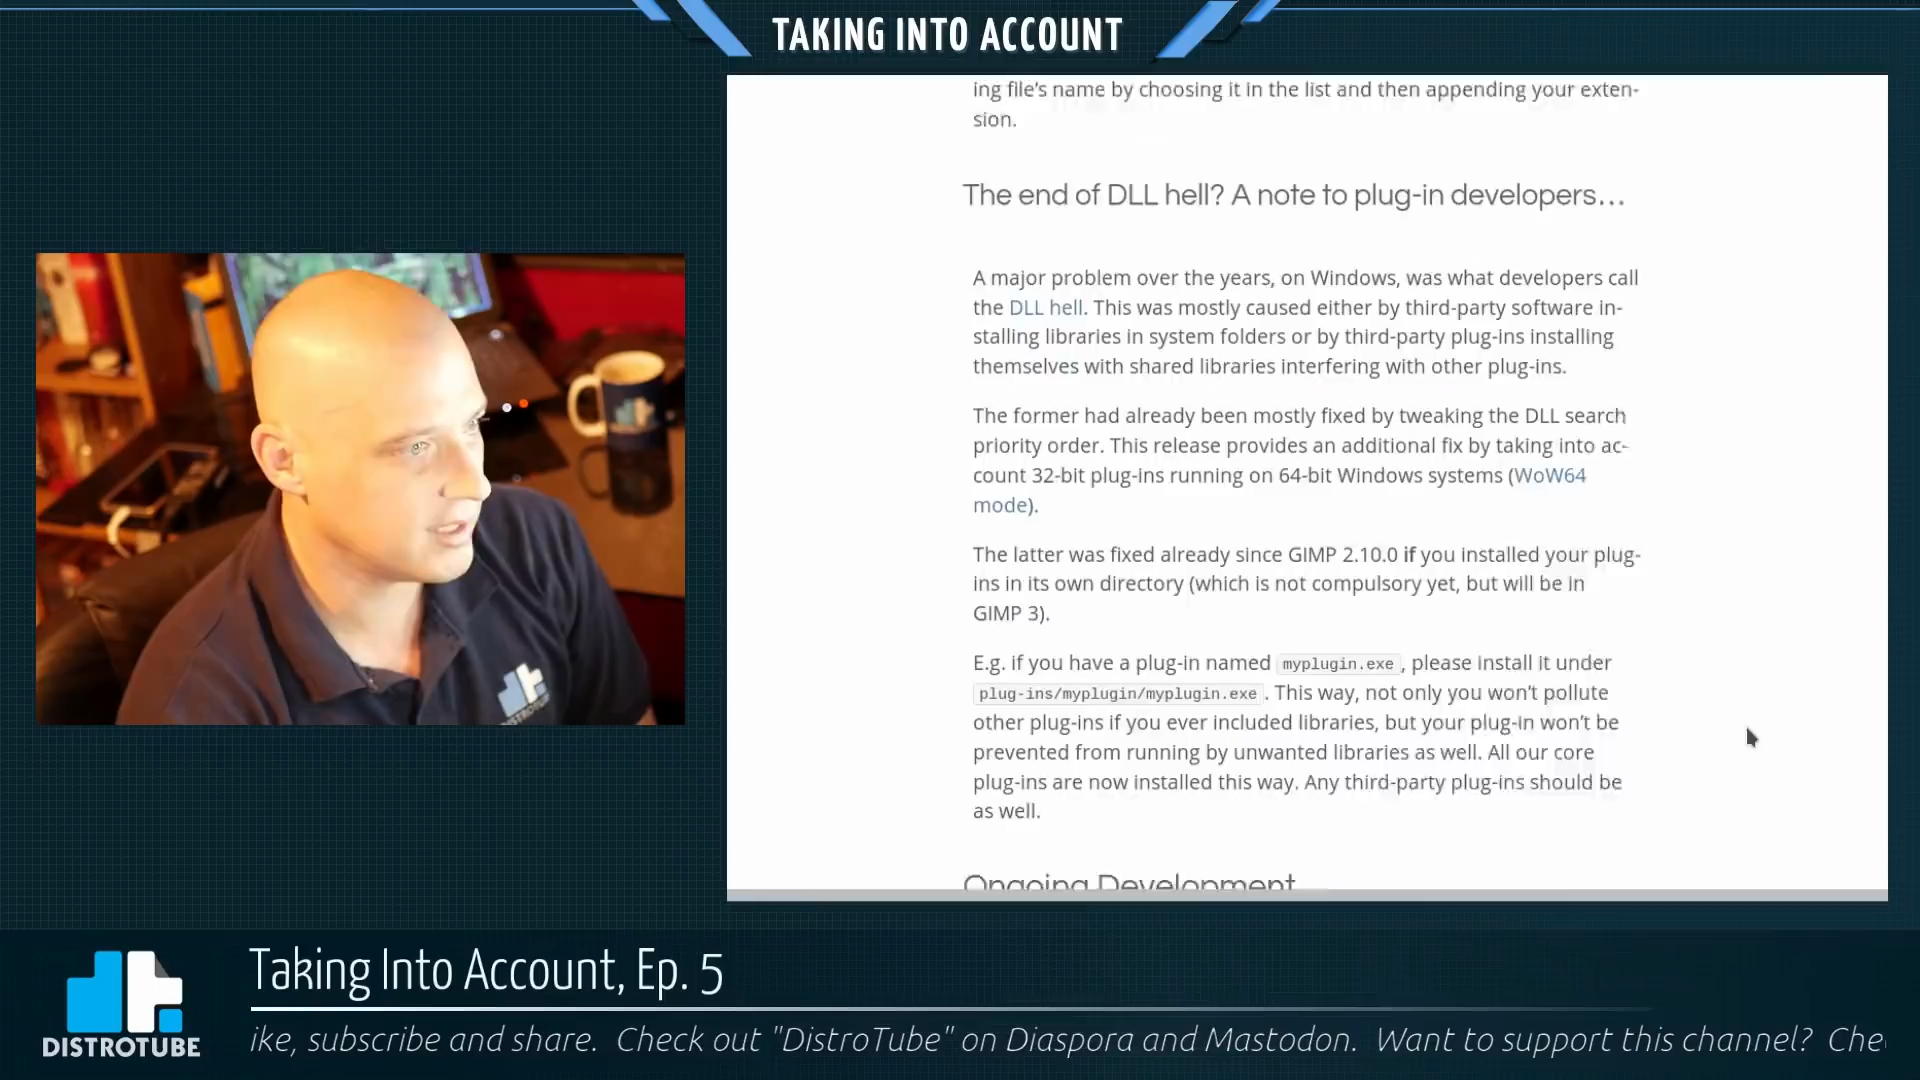 TAKING INTO ACCOUNT
ing file's name by choosing it in the list and then appending your exten-
sion.
The end of DLL hell? A note to plug-in developers…
A major problem over the years, on Windows, was what developers call
the DLL hell. This was mostly caused either by third-party software in-
stalling libraries in system folders or by third-party plug-ins installing
themselves with shared libraries interfering with other plug-ins.
The former had already been mostly fixed by tweaking the DLL search
priority order. This release provides an additional fix by taking into ac-
count 32-bit plug-ins running on 64-bit Windows systems (WoW64
mode).
The latter was fixed already since GIMP 2.10.0 if you installed your plug-
ins in its own directory (which is not compulsory yet, but will be in
GIMP 3).
E.g. if you have a plug-in named myplugin.exe, please install it under
plug-ins/myplugin/myplugin.exe. This way, not only you won't pollute
other plug-ins if you ever included libraries, but your plug-in won't be
prevented from running by unwanted libraries as well. All our core
plug-ins are now installed this way. Any third-party plug-ins should be
as well.
Ongoing Development
DISTROTUBE
Taking Into Account, Ep. 5
ike, subscribe and share. Check out "DistroTube" on Diaspora and Mastodon. Want to support this channel? Che
DISTROTUBE